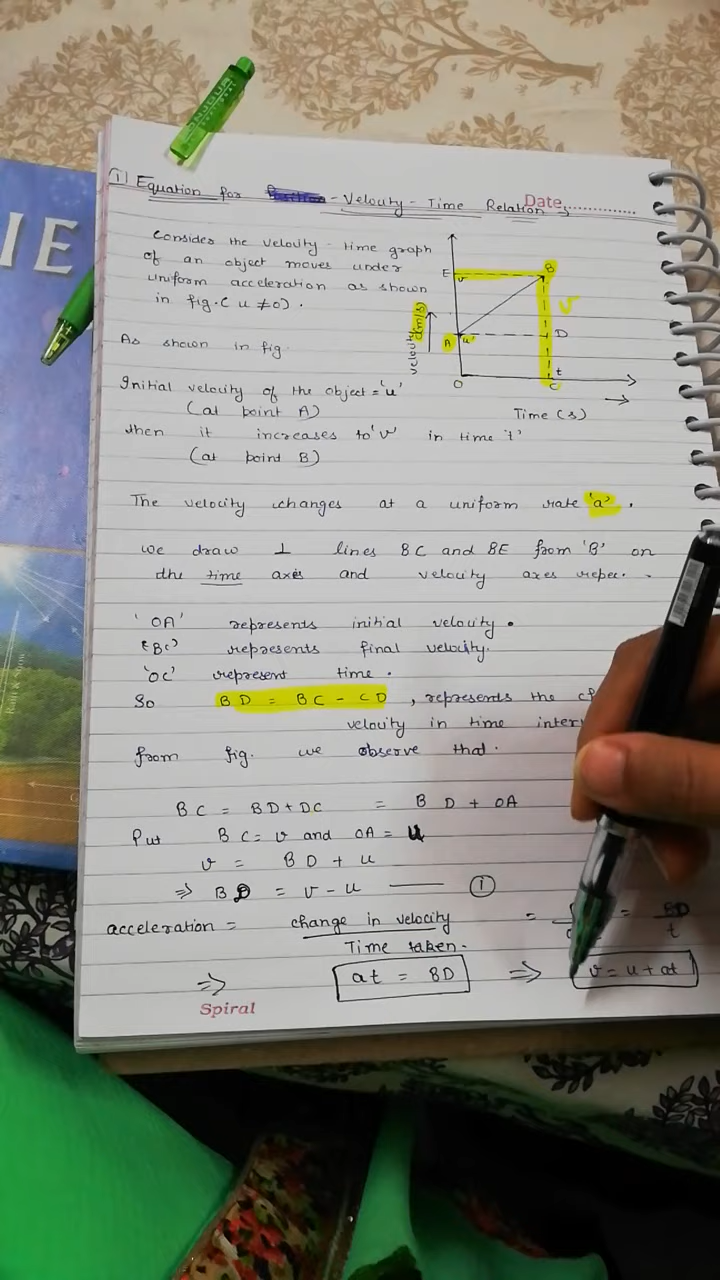 IE
i) Equation for - Velocity - Time Relation
Date..............
Consider the velocity - time graph
of an object moves under
uniform acceleration as shown
in fig. ( u ≠ 0 ) .
As shown in fig.
Initial velocity of the object = 'u'
(at point A)
then it increases to 'v' in time 't'
(at point B)
E
v
B
v
A
u
D
O
t
C
velocity (m/s)
Time (s)
The velocity changes at a uniform rate 'a' .
We draw ⊥ lines BC and BE from 'B' on
the time axis and velocity axes repec. .
'OA' represents initial velocity .
'BC' represents final velocity.
'OC' represent time .
So BD = BC - CD , represents the
velocity in time
from fig. we observe that .
BC = BD + DC = BD + OA
Put BC = v and OA = u
v = BD + u
⇒ BD = v - u —— ①
acceleration = change in velocity = = BD
Time taken. t
⇒ at = BD ⇒ v = u + at
Spiral